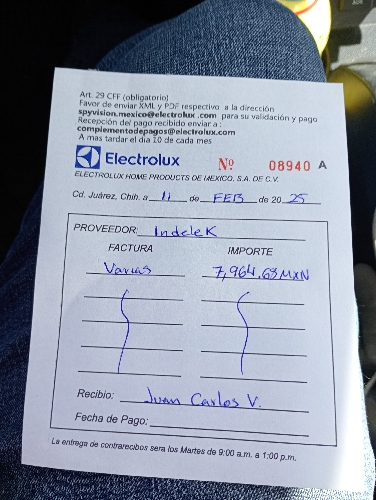 Art. 29 CFF (obligatorio)
Favor de enviar XML y PDF respectivo a la dirección
spyvision.mexico@electrolux .com para su validación y pago
Recepción del pago recibido enviar a :
complementodepagos@electrolux.com
A mas tardar el día 10 de cada mes
Electrolux Nº 08940 A
ELECTROLUX HOME PRODUCTS DE MEXICO, S.A. DE C.V.
Cd. Juárez, Chih. a 11 de FEB de 20 25
PROVEEDOR: Indelek
FACTURA IMPORTE
Varias 7,964.68 MXN
Recibio: Juan Carlos V.
Fecha de Pago:
La entrega de contrarecibos sera los Martes de 9:00 a.m. a 1:00 p.m.